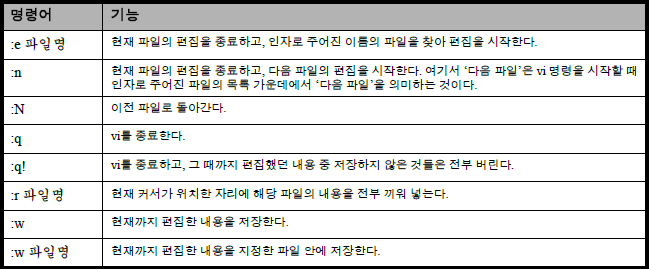 명령어 기능
:e 파일명 현재 파일의 편집을 종료하고, 인자로 주어진 이름의 파일을 찾아 편집을 시작한다.
:n 현재 파일의 편집을 종료하고, 다음 파일의 편집을 시작한다. 여기서 ‘다음 파일’은 vi 명령을 시작할 때
인자로 주어진 파일의 목록 가운데에서 ‘다음 파일’을 의미하는 것이다.
:N 이전 파일로 돌아간다.
:q vi를 종료한다.
:q! vi를 종료하고, 그 때까지 편집했던 내용 중 저장하지 않은 것들은 전부 버린다.
:r 파일명 현재 커서가 위치한 자리에 해당 파일의 내용을 전부 끼워 넣는다.
:w 현재까지 편집한 내용을 저장한다.
:w 파일명 현재까지 편집한 내용을 지정한 파일 안에 저장한다.